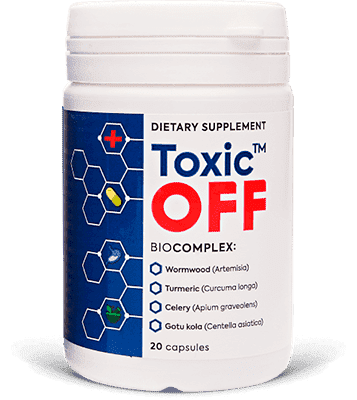 DIETARY SUPPLEMENT
Toxic™
OFF
BIOCOMPLEX:
Wormwood (Artemisia)
Turmeric (Curcuma longa)
Celery (Apium graveolens)
Gotu kola (Centella asiatica)
20 capsules